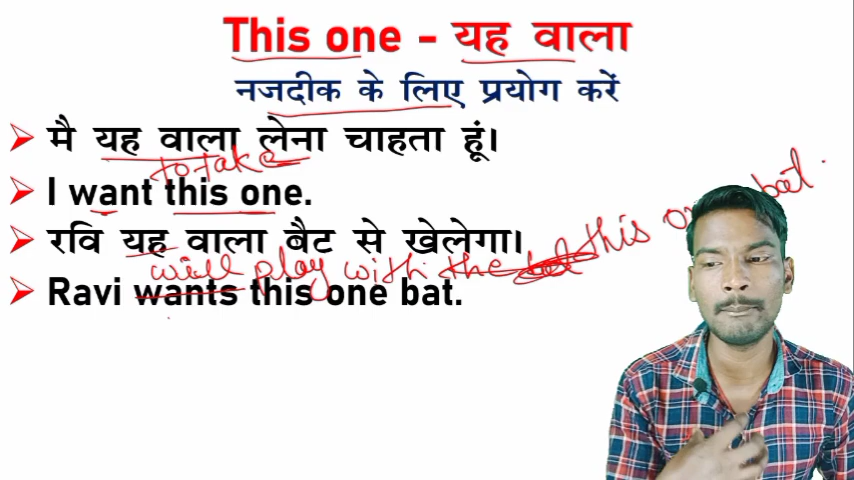 This one - यह वाला
नजदीक के लिए प्रयोग करें
मै यह वाला लेना चाहता हूं।
to take
I want this one.
रवि यह वाला बैट से खेलेगा।
will play with the this bat.
Ravi wants this one bat.